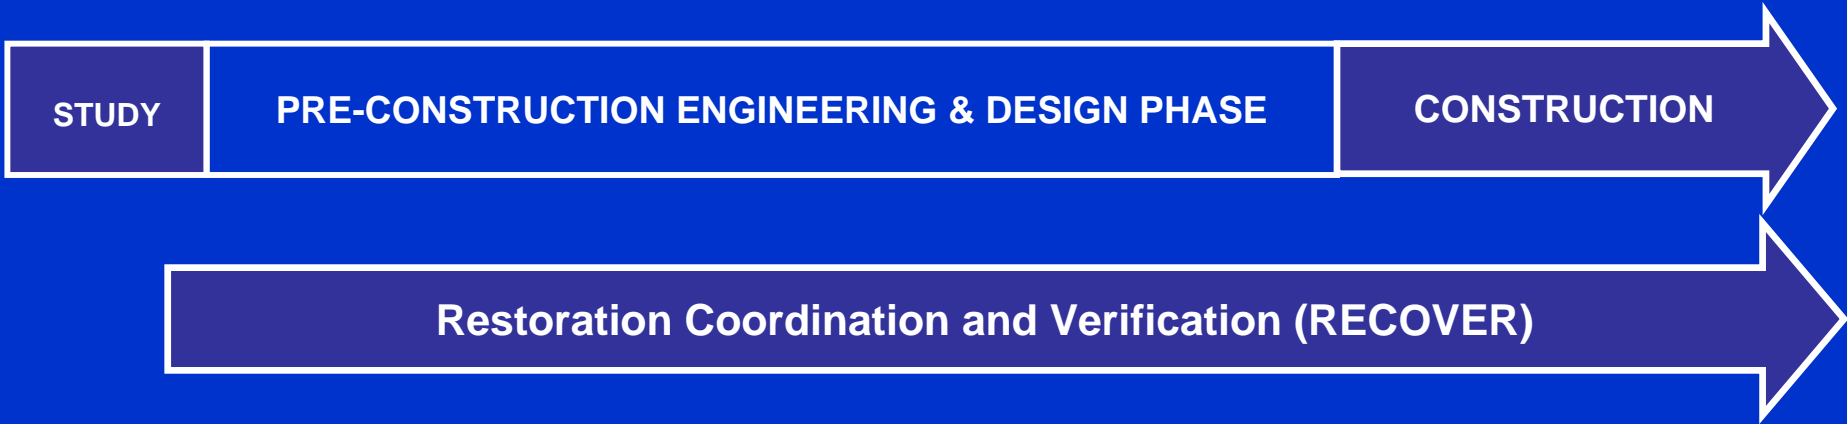 STUDY
PRE-CONSTRUCTION ENGINEERING & DESIGN PHASE
CONSTRUCTION
Restoration Coordination and Verification (RECOVER)